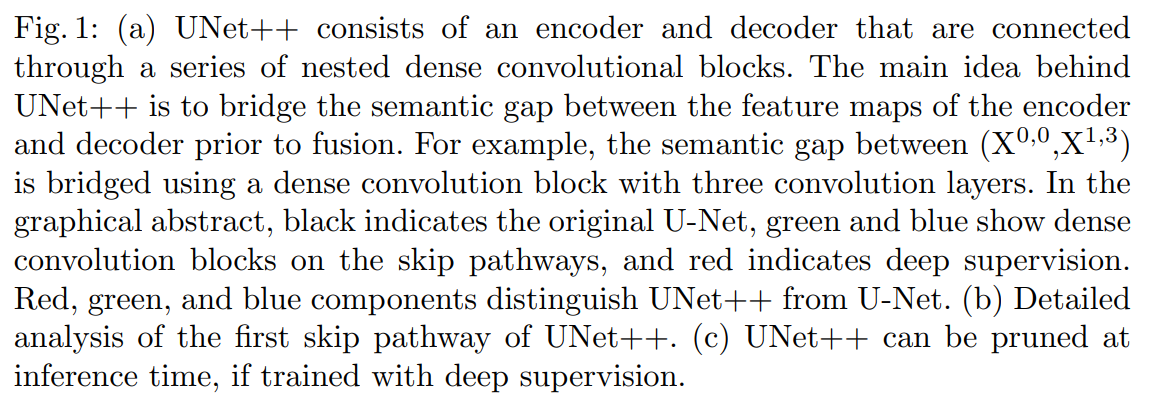 Fig. 1: (a) UNet++ consists of an encoder and decoder that are connected
through a series of nested dense convolutional blocks. The main idea behind
UNet++ is to bridge the semantic gap between the feature maps of the encoder
and decoder prior to fusion. For example, the semantic gap between (X^{0,0},X^{1,3})
is bridged using a dense convolution block with three convolution layers. In the
graphical abstract, black indicates the original U-Net, green and blue show dense
convolution blocks on the skip pathways, and red indicates deep supervision.
Red, green, and blue components distinguish UNet++ from U-Net. (b) Detailed
analysis of the first skip pathway of UNet++. (c) UNet++ can be pruned at
inference time, if trained with deep supervision.